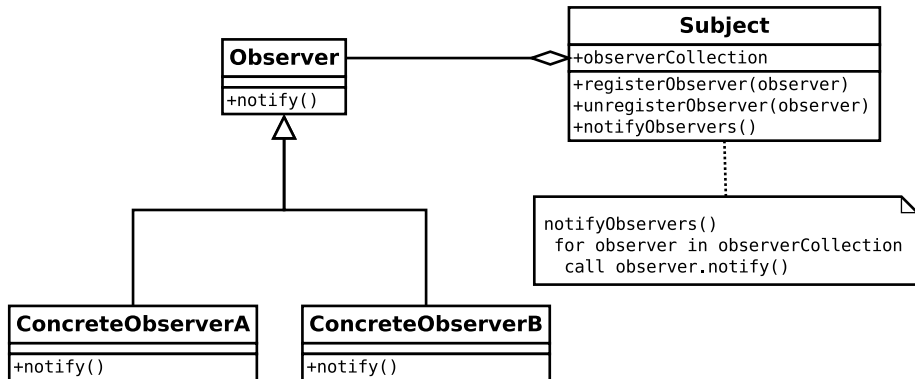 Subject
+observerCollection
+registerObserver(observer)
+unregisterObserver(observer)
+notifyObservers()
Observer
+notify()
notifyObservers()
for observer in observerCollection
call observer.notify()
ConcreteObserverA
+notify()
ConcreteObserverB
+notify()